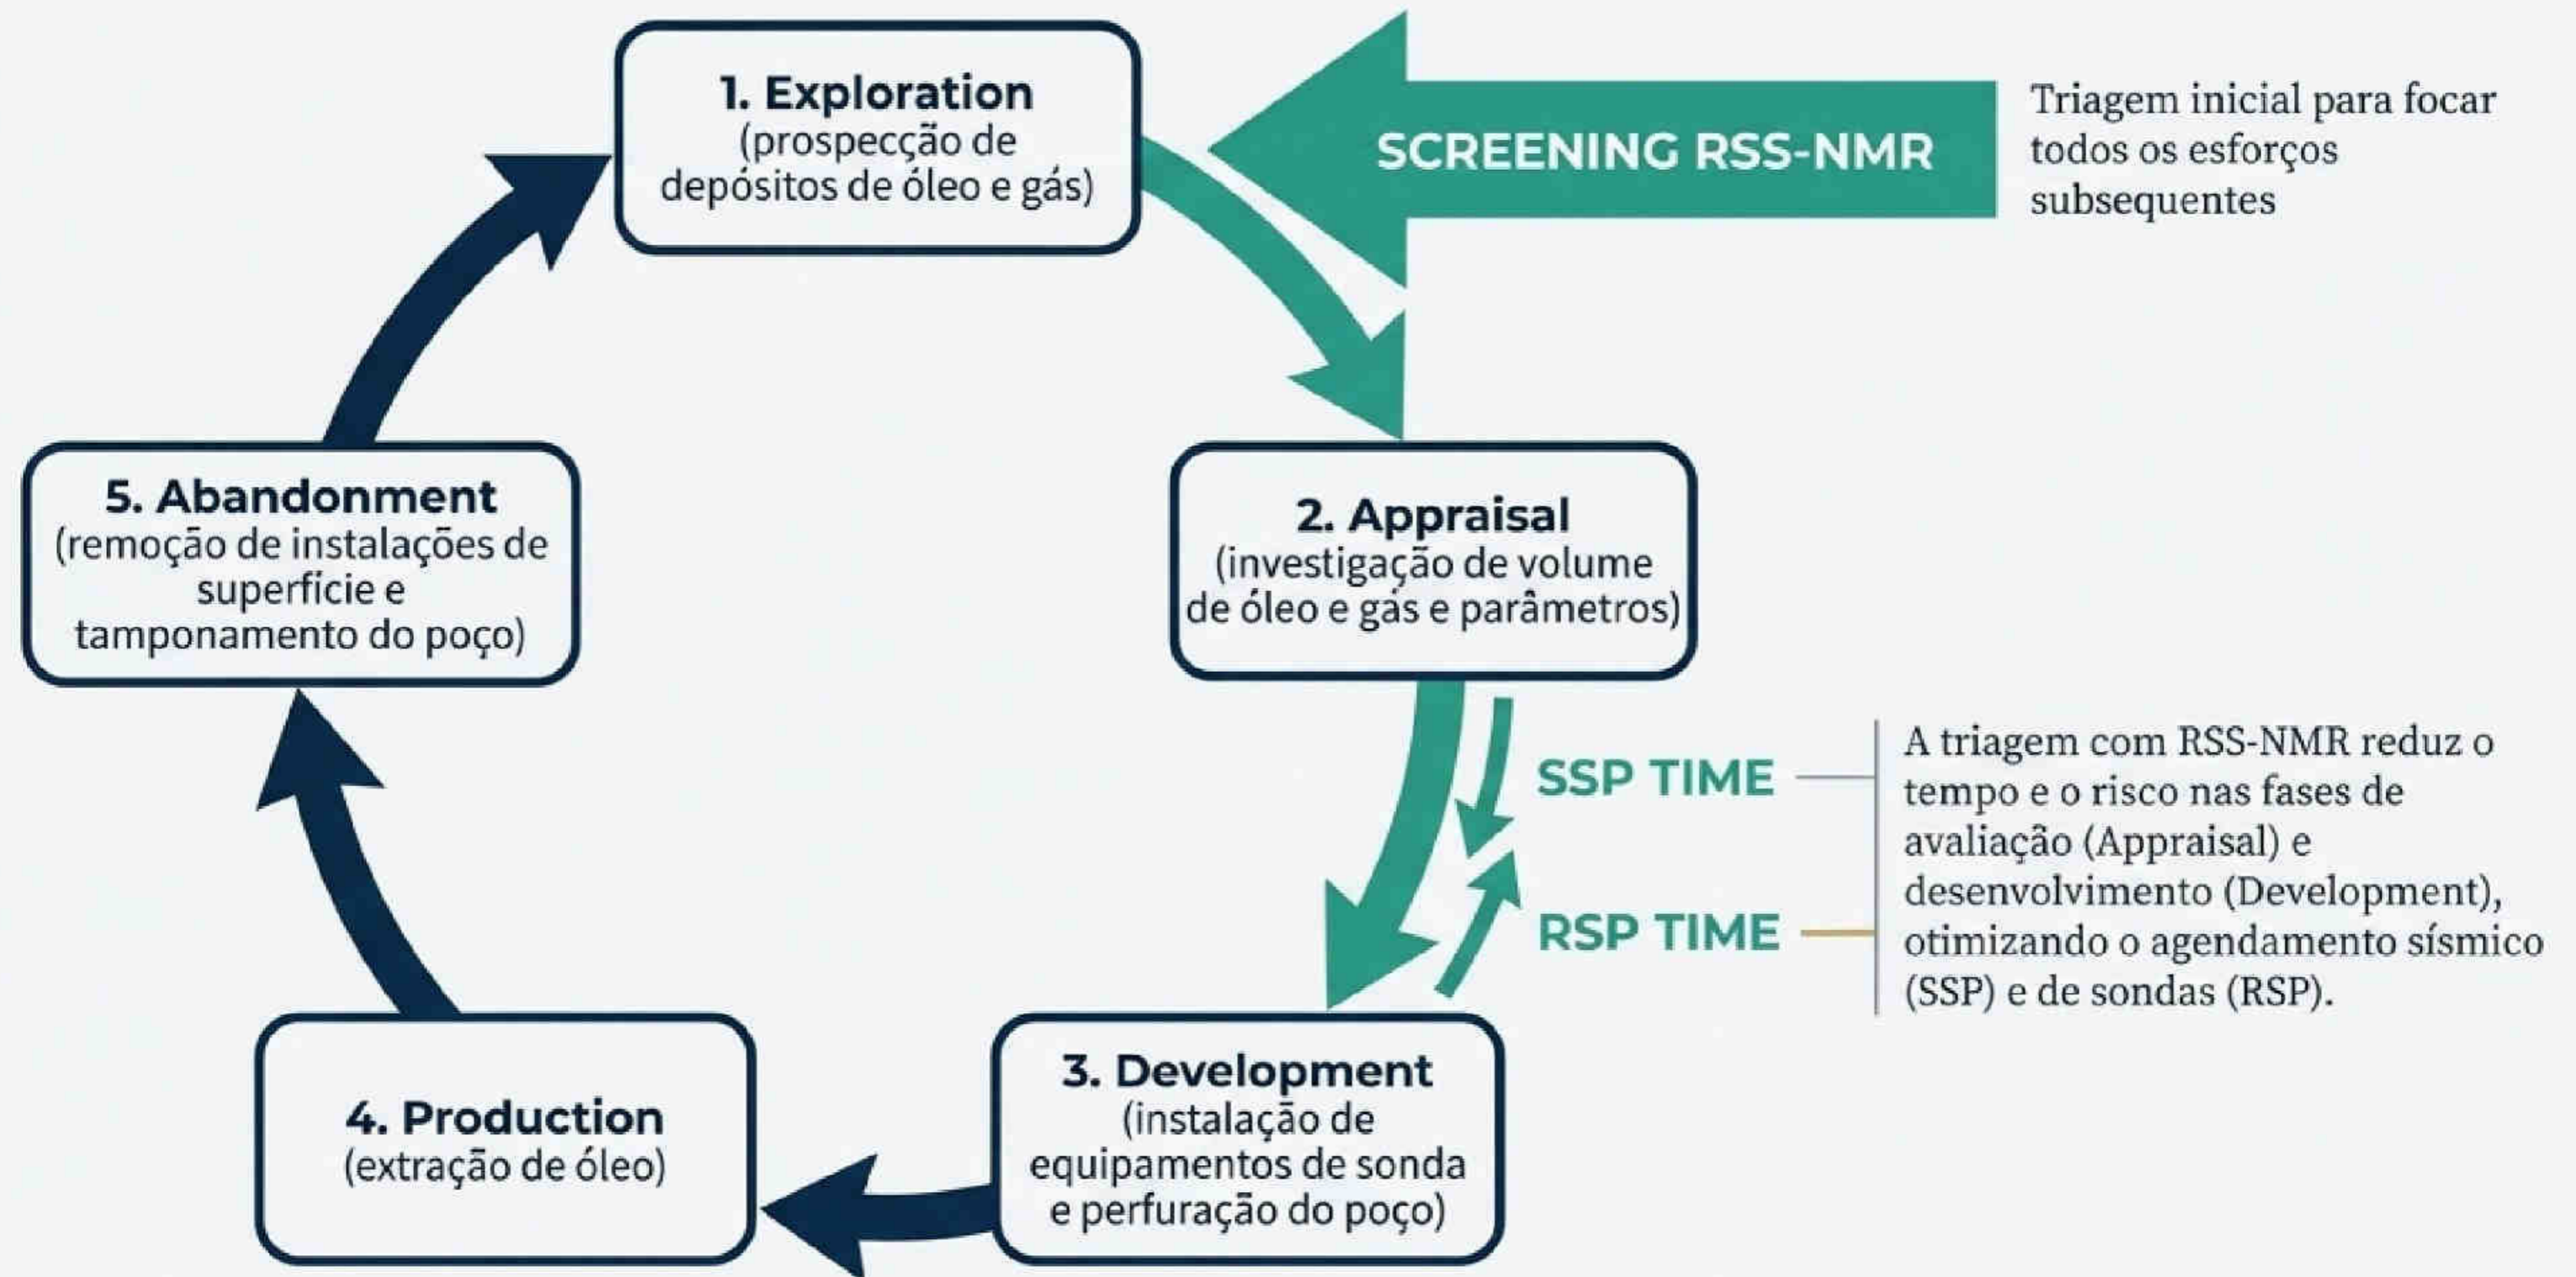 1. Exploration
(prospecção de
depósitos de óleo e gás)
SCREENING RSS-NMR
Triagem inicial para focar
todos os esforços
subsequentes
5. Abandonment
(remoção de instalações de
superfície e
tamponamento do poço)
2. Appraisal
(investigação de volume
de óleo e gás e parâmetros)
SSP TIME
RSP TIME
A triagem com RSS-NMR reduz o
tempo e o risco nas fases de
avaliação (Appraisal) e
desenvolvimento (Development),
otimizando o agendamento sísmico
(SSP) e de sondas (RSP).
4. Production
(extração de óleo)
3. Development
(instalação de
equipamentos de sonda
e perfuração do poço)